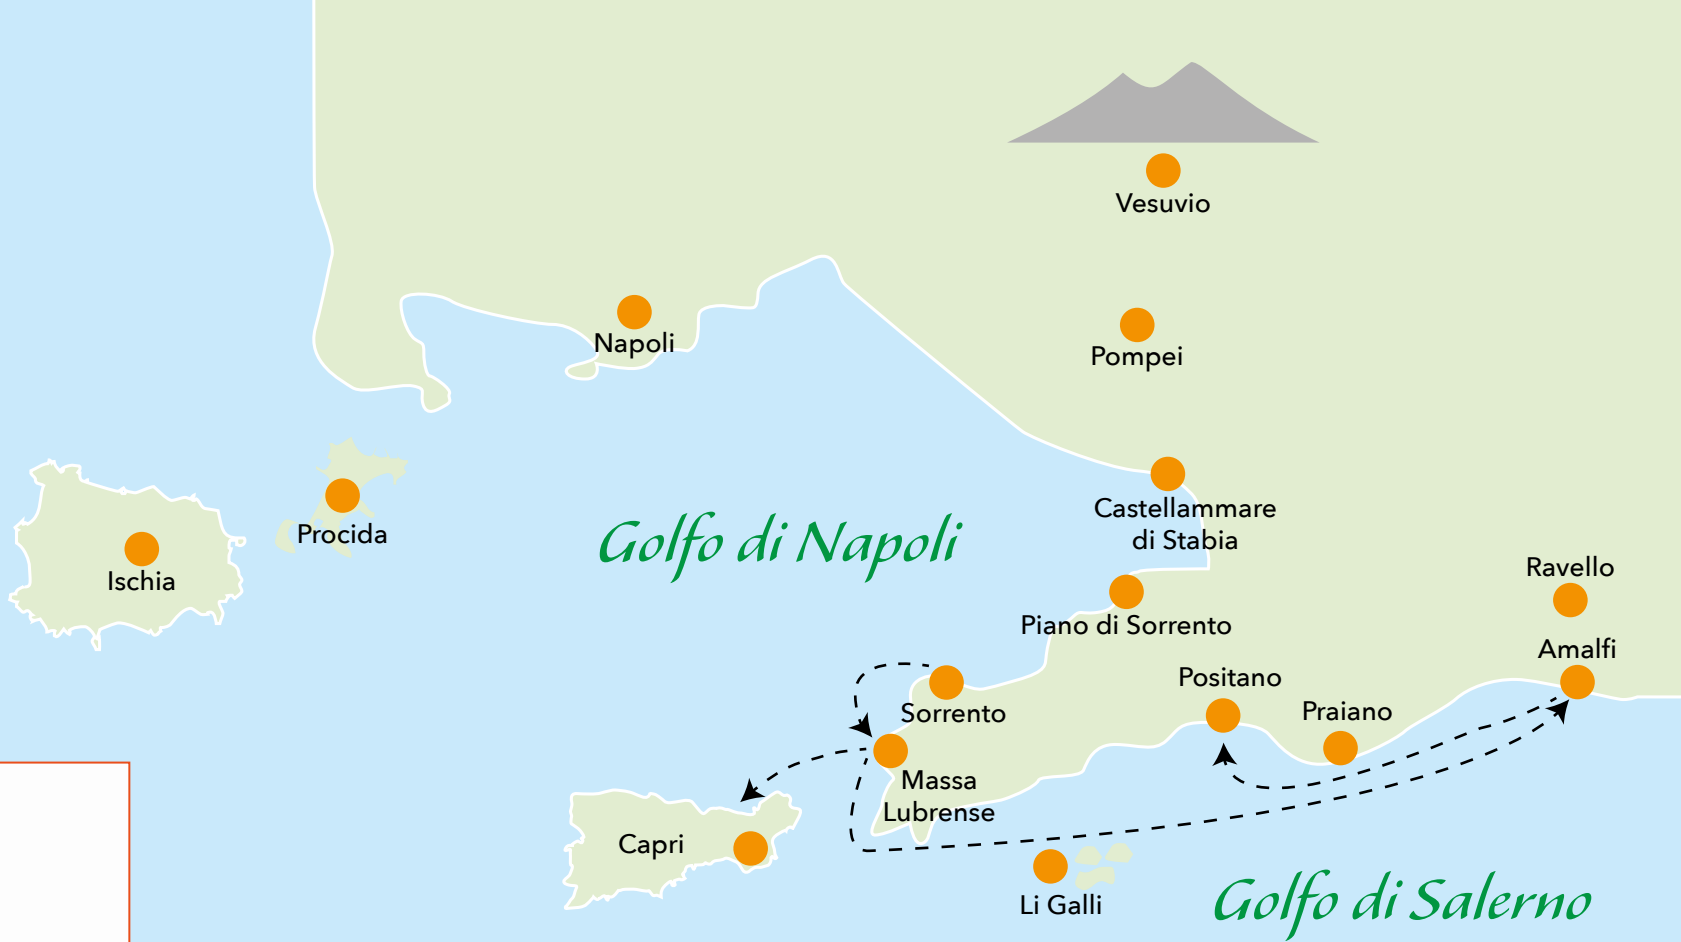 Vesuvio
Napoli
Pompei
Castellammare
di Stabia
Golfo di Napoli
Procida
Ischia
Ravello
Piano di Sorrento
Amalfi
Positano
Sorrento
Praiano
Massa
Lubrense
Capri
Li Galli
Golfo di Salerno